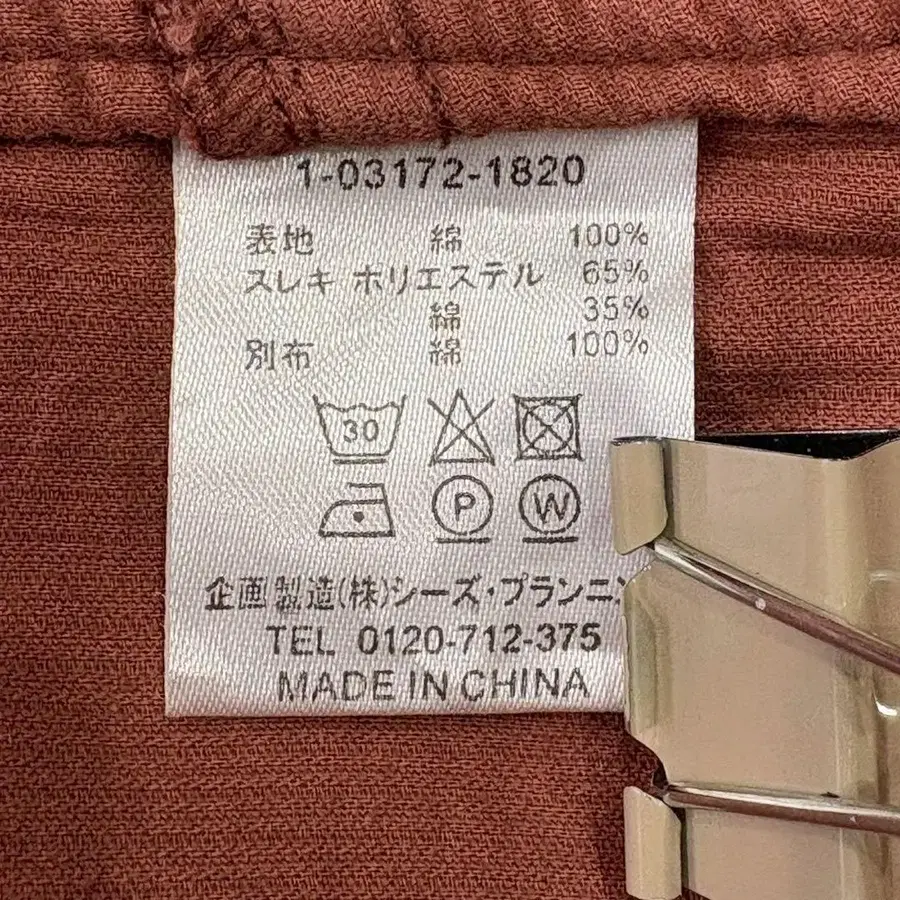 1-03172-1820
表地 綿 100%
スレキ ポリエステル 65%
綿 35%
別布 綿 100%
30
P W
企画製造(株)シーズ・プランニン
TEL 0120-712-375
MADE IN CHINA